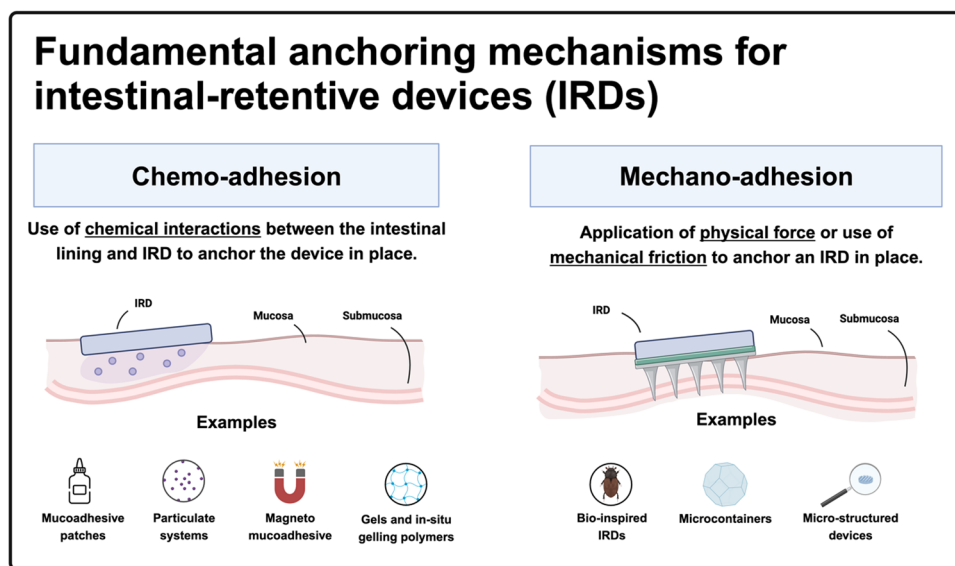 Fundamental anchoring mechanisms for
intestinal-retentive devices (IRDs)
Chemo-adhesion
Use of chemical interactions between the intestinal
lining and IRD to anchor the device in place.
IRD
Mucosa
Submucosa
Examples
Mucoadhesive
patches
Particulate
systems
Magneto
mucoadhesive
Gels and in-situ
gelling polymers
Mechano-adhesion
Application of physical force or use of
mechanical friction to anchor an IRD in place.
IRD
Mucosa
Submucosa
Examples
Bio-inspired
IRDs
Microcontainers
Micro-structured
devices